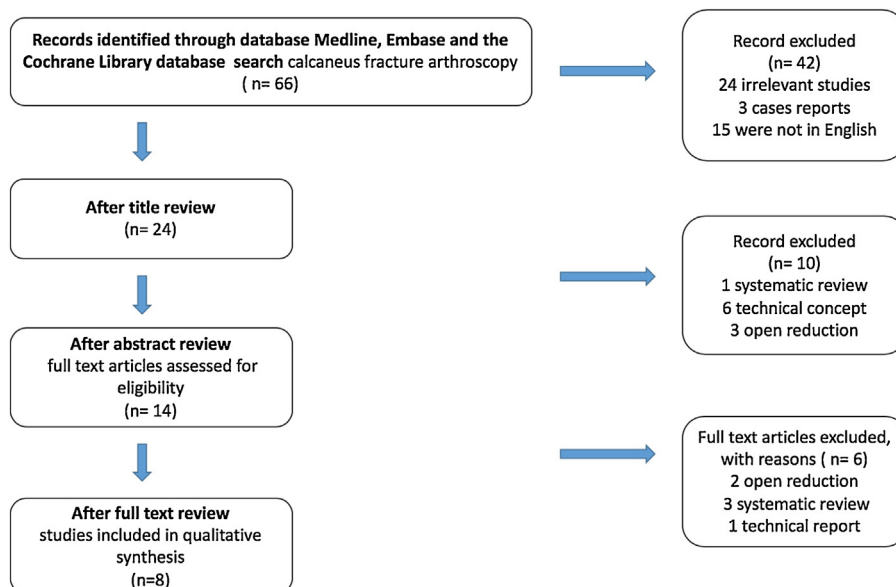 Records identified through database Medline, Embase and the
Cochrane Library database search calcaneus fracture arthroscopy
( n= 66)
Record excluded
(n= 42)
24 irrelevant studies
3 cases reports
15 were not in English
After title review
(n= 24)
Record excluded
(n= 10)
1 systematic review
6 technical concept
3 open reduction
After abstract review
full text articles assessed for
eligibility
(n= 14)
Full text articles excluded,
with reasons ( n= 6)
2 open reduction
3 systematic review
1 technical report
After full text review
studies included in qualitative
synthesis
(n=8)